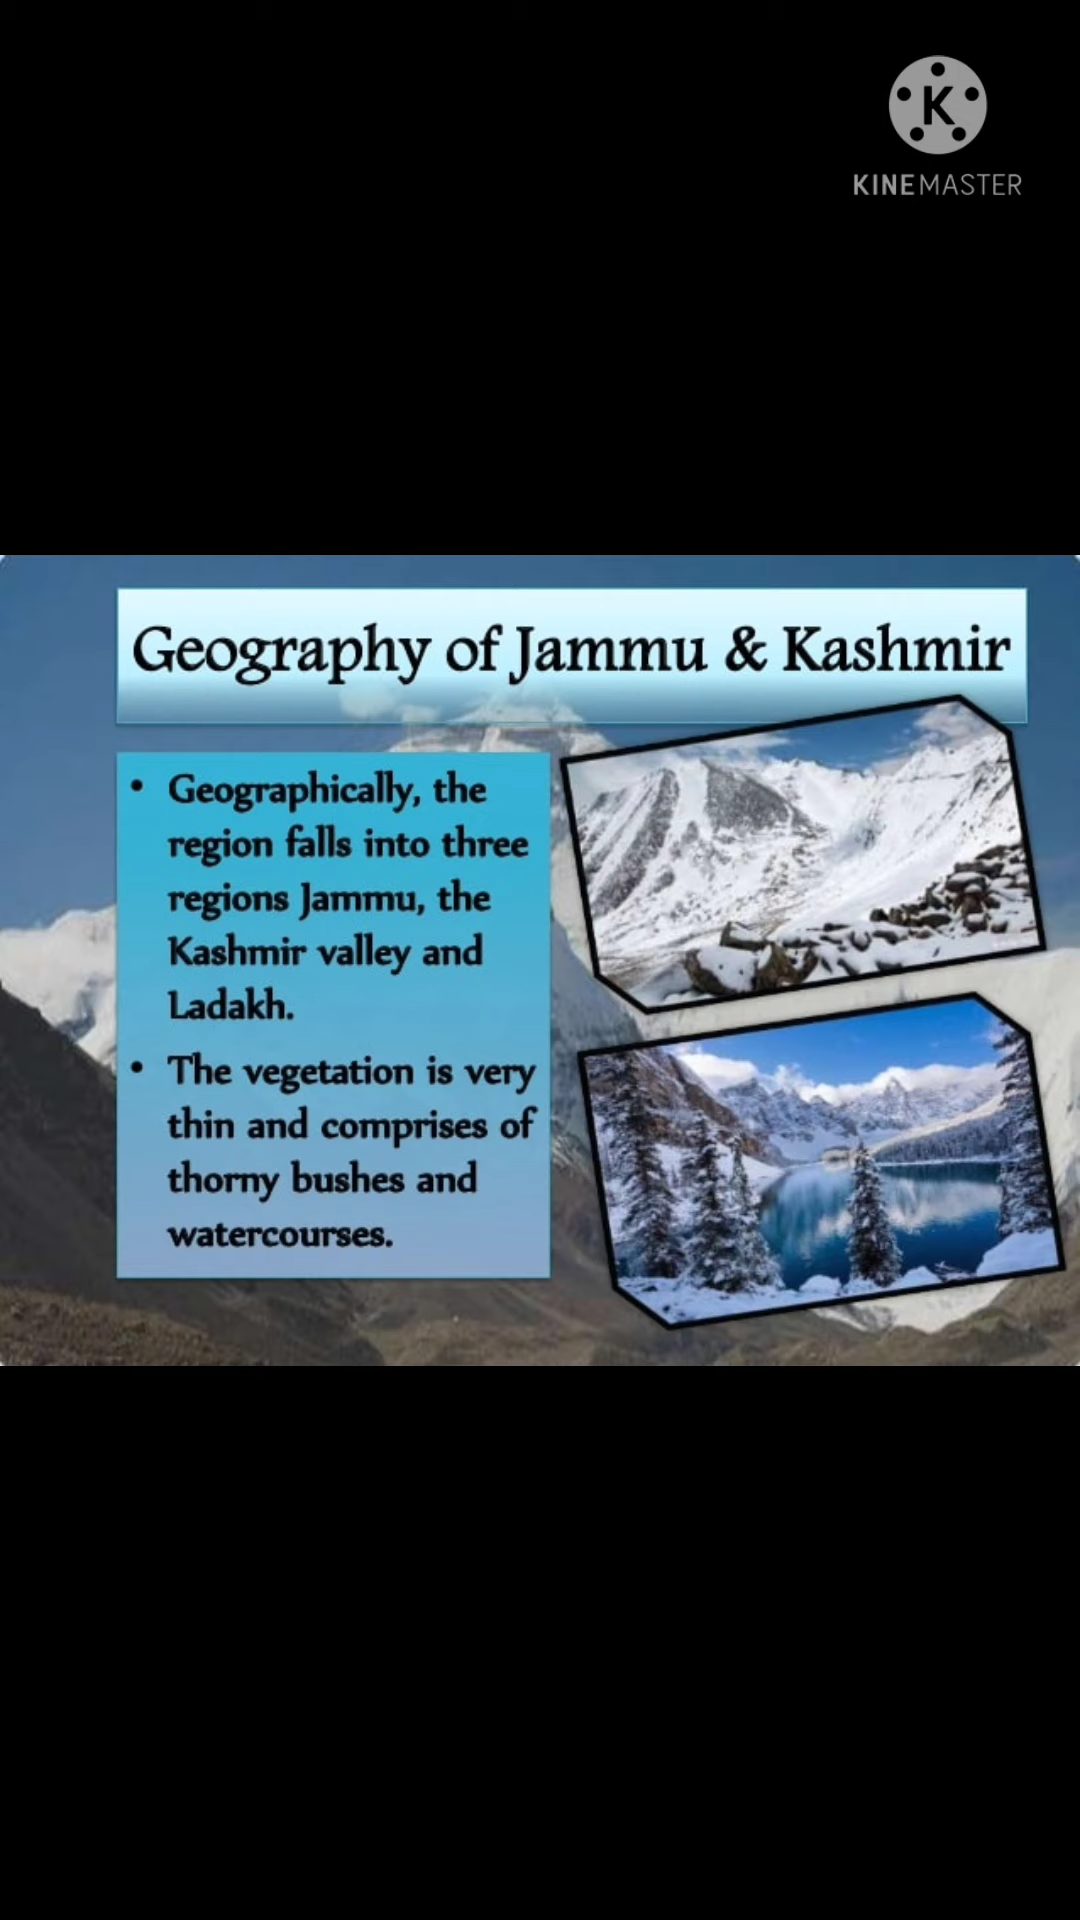 KINEMASTER
Geography of Jammu & Kashmir
• Geographically, the
region falls into three
regions Jammu, the
Kashmir valley and
Ladakh.
• The vegetation is very
thin and comprises of
thorny bushes and
watercourses.